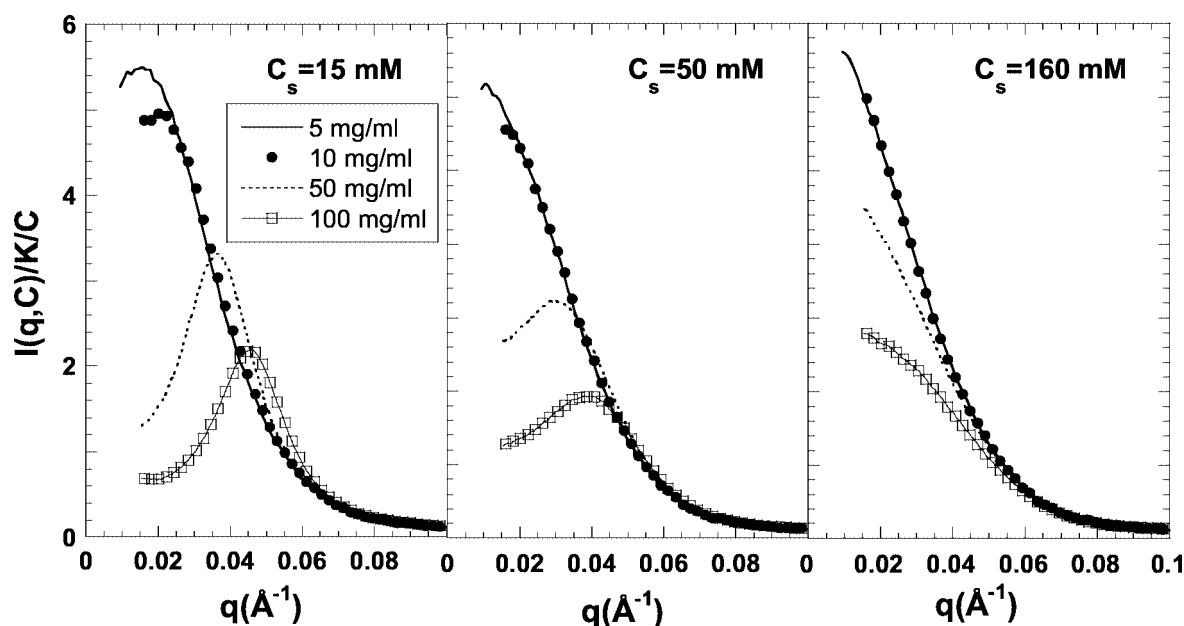 6
4
2
0
I(q,C)/K/C
C_s=15 mM
5 mg/ml
10 mg/ml
50 mg/ml
100 mg/ml
C_s=50 mM
C_s=160 mM
0 0.02 0.04 0.06 0.08 0 0.02 0.04 0.06 0.08 0 0.02 0.04 0.06 0.08 0.1
q(Å⁻¹) q(Å⁻¹) q(Å⁻¹)